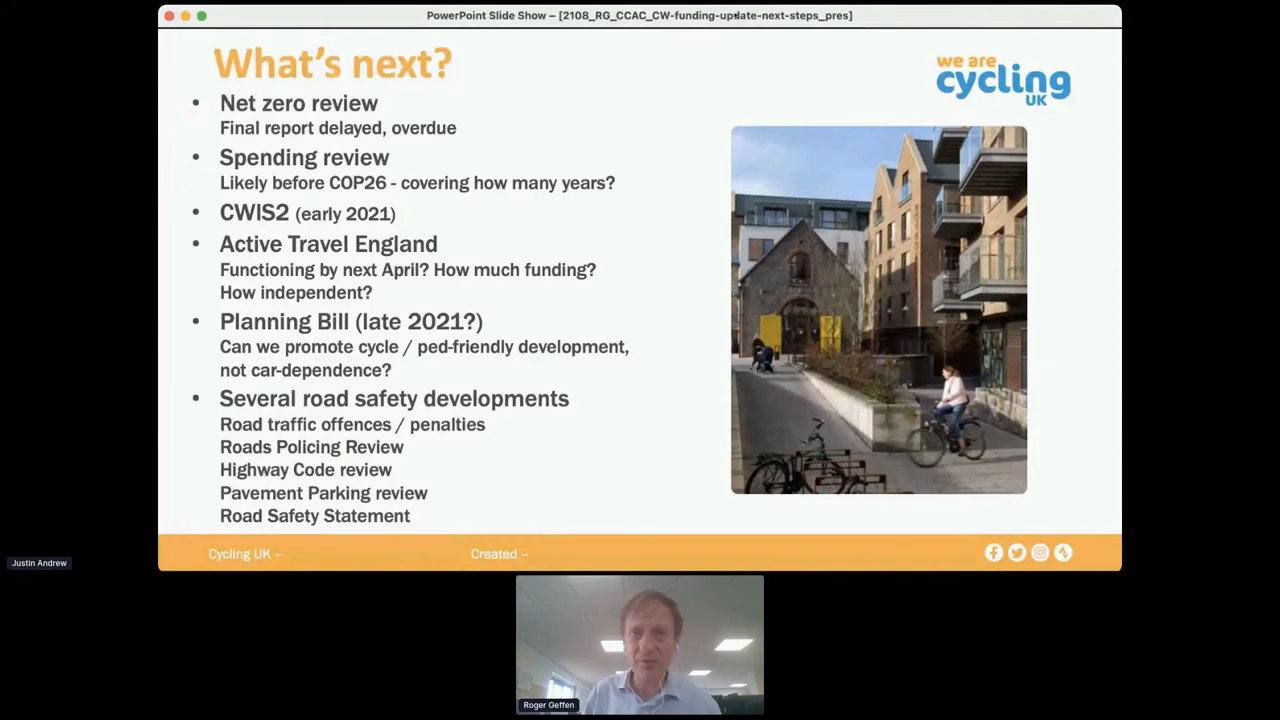 PowerPoint Slide Show – [2108_RG_CCAC_CW-funding-update-next-steps_pres]
What's next?
we are
cycling
UK
• Net zero review
Final report delayed, overdue
• Spending review
Likely before COP26 - covering how many years?
• CWIS2 (early 2021)
• Active Travel England
Functioning by next April? How much funding?
How independent?
• Planning Bill (late 2021?)
Can we promote cycle / ped-friendly development,
not car-dependence?
• Several road safety developments
Road traffic offences / penalties
Roads Policing Review
Highway Code review
Pavement Parking review
Road Safety Statement
Cycling UK –
Created –
Justin Andrew
Roger Geffen